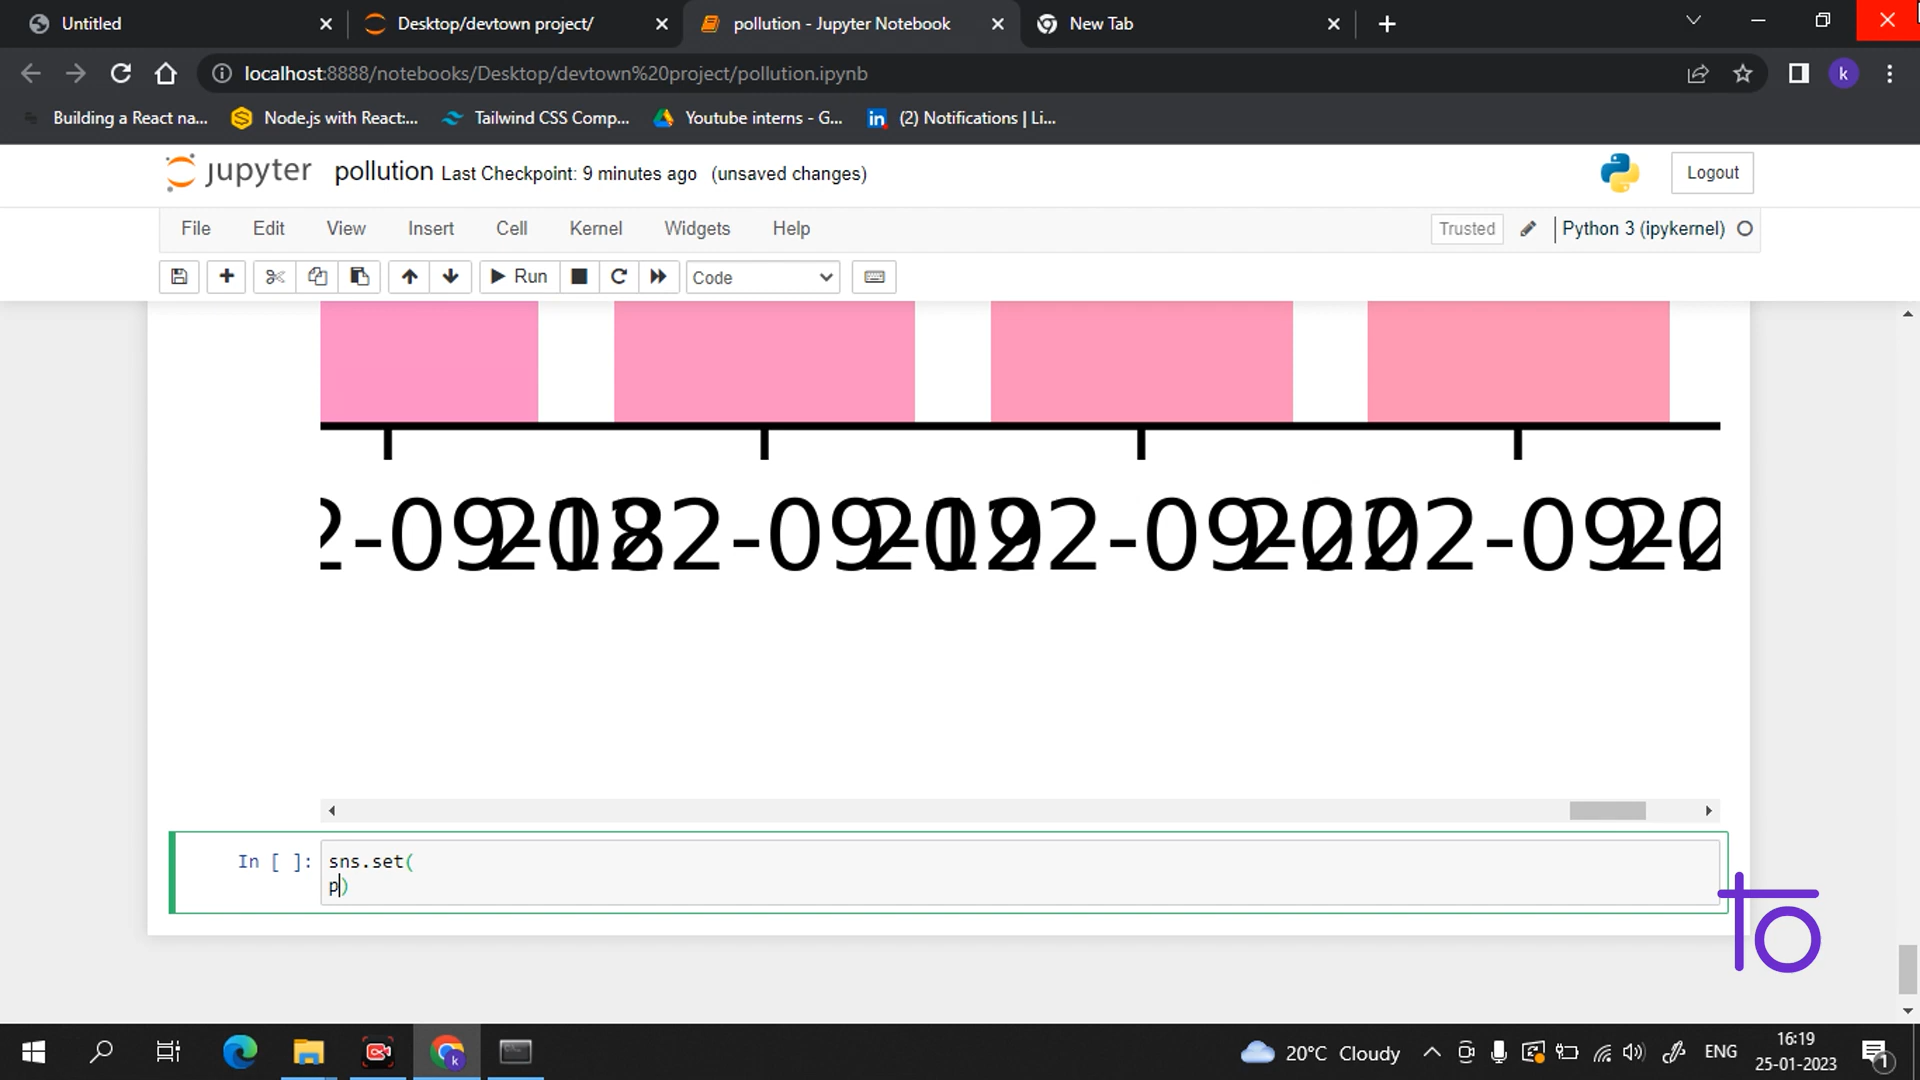 Untitled
Desktop/devtown project/
pollution - Jupyter Notebook
New Tab
localhost:8888/notebooks/Desktop/devtown%20project/pollution.ipynb
k
Building a React na...
Node.js with React:...
Tailwind CSS Comp...
Youtube interns - G...
in
(2) Notifications | Li...
jupyter
pollution Last Checkpoint: 9 minutes ago (unsaved changes)
Logout
File
Edit
View
Insert
Cell
Kernel
Widgets
Help
Trusted
Python 3 (ipykernel)
Run
Code
In [ ]:
sns.set(
p)
20°C Cloudy
ENG
16:19
25-01-2023
1